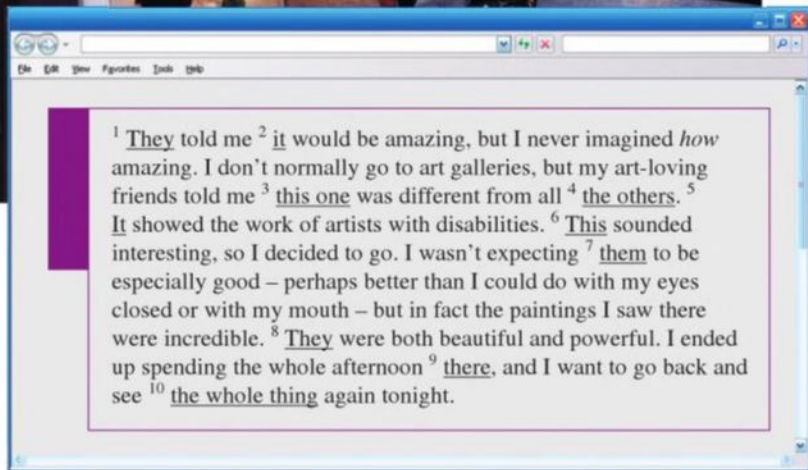 File Edit View Favorites Tools Help
1 They told me 2 it would be amazing, but I never imagined how
amazing. I don't normally go to art galleries, but my art-loving
friends told me 3 this one was different from all 4 the others. 5
It showed the work of artists with disabilities. 6 This sounded
interesting, so I decided to go. I wasn't expecting 7 them to be
especially good – perhaps better than I could do with my eyes
closed or with my mouth – but in fact the paintings I saw there
were incredible. 8 They were both beautiful and powerful. I ended
up spending the whole afternoon 9 there, and I want to go back and
see 10 the whole thing again tonight.